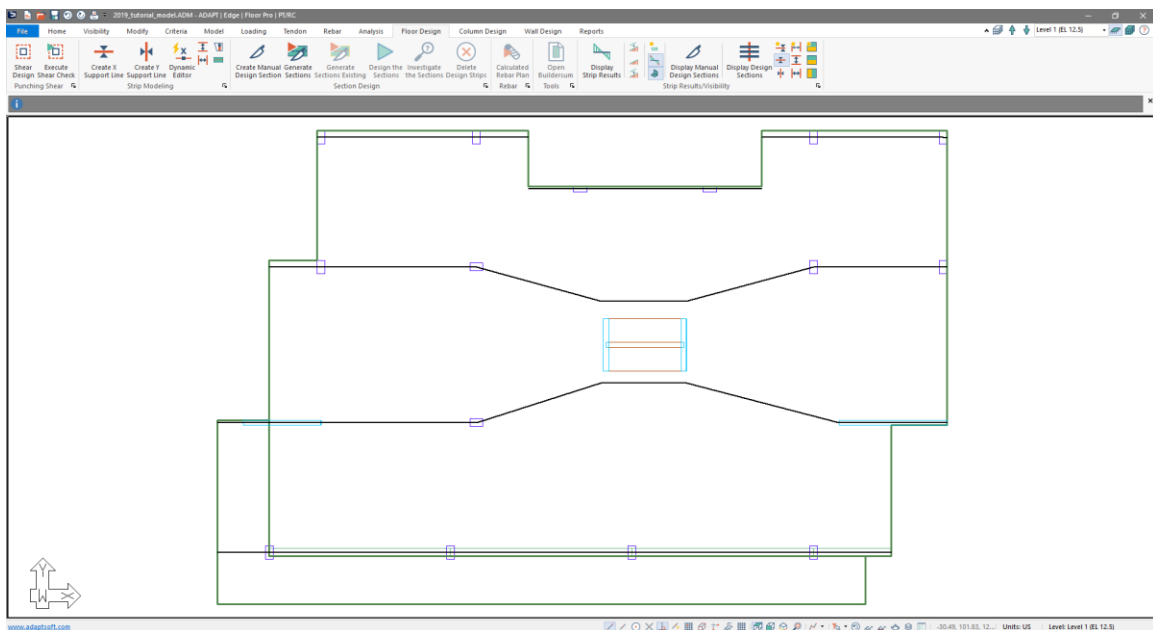 2019_tutorial_model.ADM - ADAPT | Edge | Floor Pro | PT/RC
File Home Visibility Modify Criteria Model Loading Tendon Rebar Analysis Floor Design Column Design Wall Design Reports
Level 1 (EL 12.5)
Shear Execute Create X Create Y Dynamic Create Manual Generate Generate Design the Investigate Delete Calculated Open Display Display Manual Display Design
Design Shear Check Support Line Support Line Editor Design Section Sections Sections Existing Sections the Sections Design Strips Rebar Plan Buildersum Strip Results Design Sections Sections
Punching Shear Strip Modeling Section Design Rebar Tools Strip Results/Visibility
Y
W X
www.adaptsoft.com
-30.49, 101.83, 12... Units: US Level: Level 1 (EL 12.5)